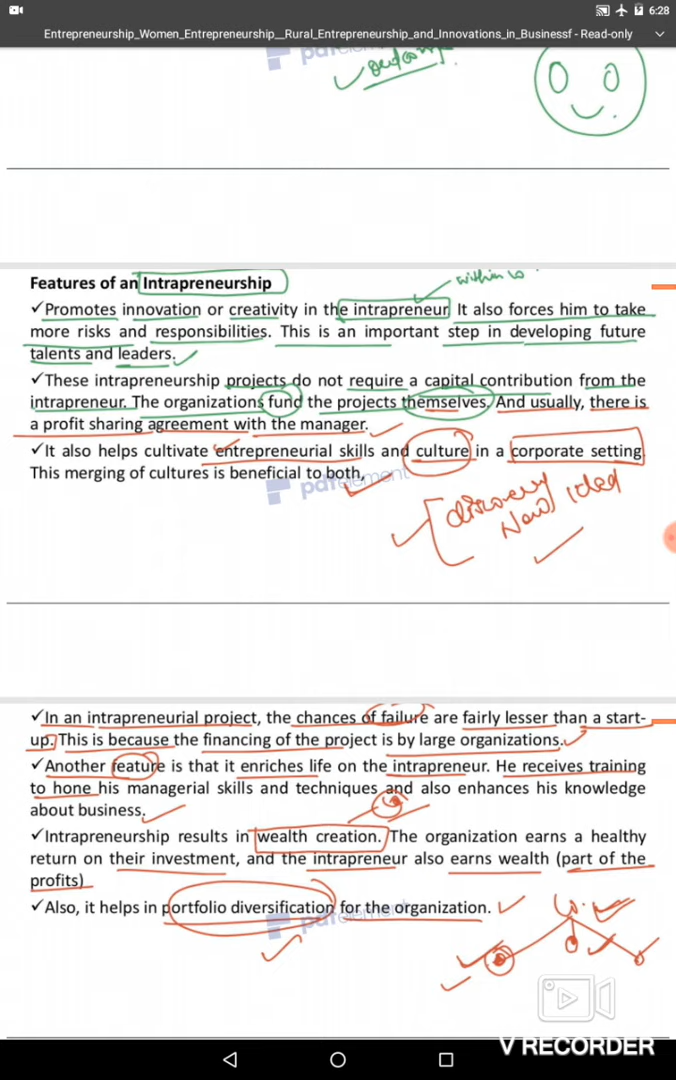 6:28
Entrepreneurship_Women_Entrepreneurship__Rural_Entrepreneurship_and_Innovations_in_Businessf - Read-only
within co
Features of an Intrapreneurship
✓Promotes innovation or creativity in the intrapreneur. It also forces him to take
more risks and responsibilities. This is an important step in developing future
talents and leaders.
✓These intrapreneurship projects do not require a capital contribution from the
intrapreneur. The organizations fund the projects themselves. And usually, there is
a profit sharing agreement with the manager.
✓It also helps cultivate entrepreneurial skills and culture in a corporate setting.
This merging of cultures is beneficial to both,
pdfelement
discovery
New idea
✓In an intrapreneurial project, the chances of failure are fairly lesser than a start-
up. This is because the financing of the project is by large organizations.
✓Another feature is that it enriches life on the intrapreneur. He receives training
to hone his managerial skills and techniques and also enhances his knowledge
about business.
✓Intrapreneurship results in wealth creation. The organization earns a healthy
return on their investment, and the intrapreneur also earns wealth (part of the
profits)
✓Also, it helps in portfolio diversification for the organization.
pdfelement
Co.
V RECORDER